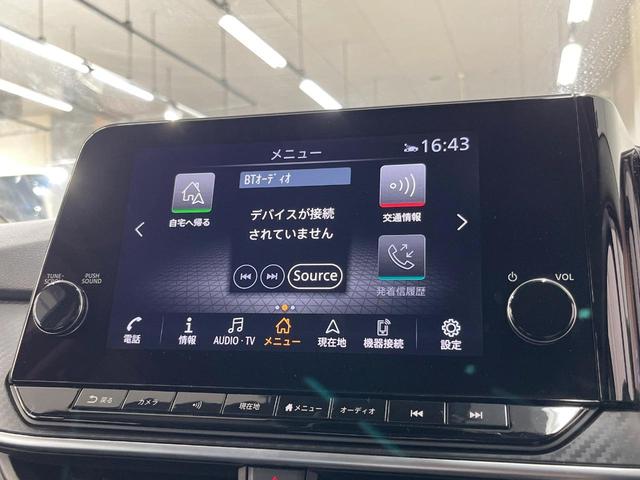 メニュー
16:43
BTオーディオ
自宅へ帰る
デバイスが接続
されていません
交通情報
Source
発着信履歴
TUNE・
PUSH
SOUND
VOL
電話
情報
AUDIO・TV
メニュー
現在地
機器接続
設定
戻る
カメラ
現在地
メニュー
オーディオ